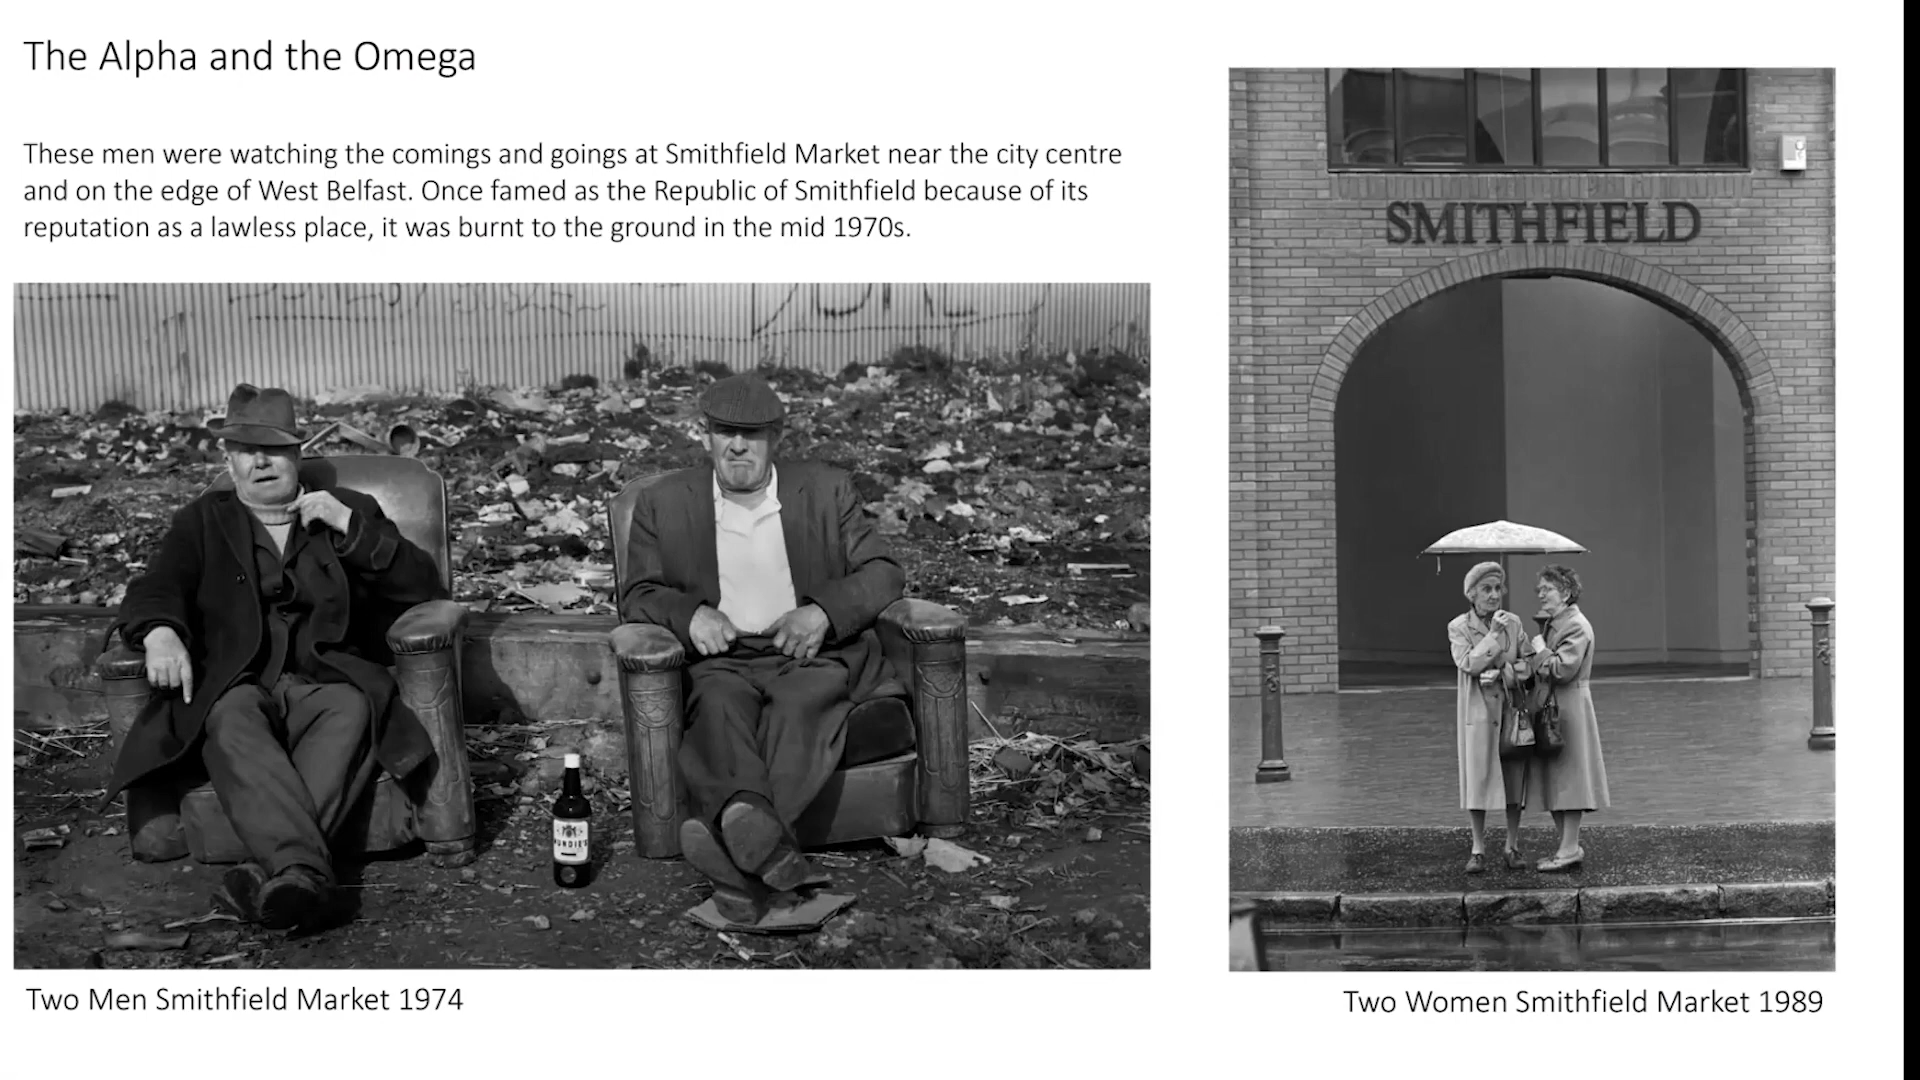 The Alpha and the Omega
These men were watching the comings and goings at Smithfield Market near the city centre
and on the edge of West Belfast. Once famed as the Republic of Smithfield because of its
reputation as a lawless place, it was burnt to the ground in the mid 1970s.
SMITHFIELD
Two Men Smithfield Market 1974
Two Women Smithfield Market 1989